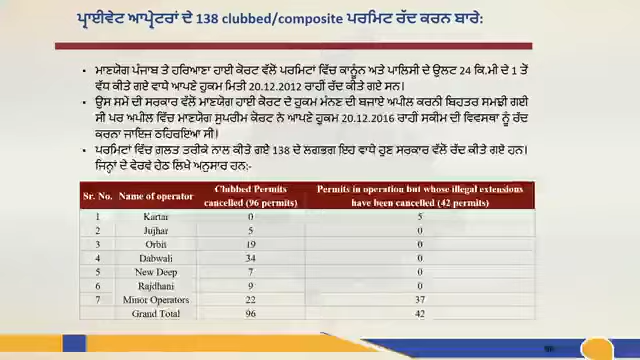 ਪ੍ਰਾਈਵੇਟ ਆਪ੍ਰੇਟਰਾਂ ਦੇ 138 clubbed/composite ਪਰਮਿਟ ਰੱਦ ਕਰਨ ਬਾਰੇ:
• ਮਾਣਯੋਗ ਪੰਜਾਬ ਤੇ ਹਰਿਆਣਾ ਹਾਈ ਕੋਰਟ ਵੱਲੋਂ ਪਰਮਿਟਾਂ ਵਿੱਚ ਕਾਨੂੰਨ ਅਤੇ ਪਾਲਿਸੀ ਦੇ ਉਲਟ 24 ਕਿ.ਮੀ ਦੇ 1 ਤੋਂ
ਵੱਧ ਕੀਤੇ ਗਏ ਵਾਧੇ ਆਪਣੇ ਹੁਕਮ ਮਿਤੀ 20.12.2012 ਰਾਹੀਂ ਰੱਦ ਕੀਤੇ ਗਏ ਸਨ।
• ਉਸ ਸਮੇਂ ਦੀ ਸਰਕਾਰ ਵੱਲੋਂ ਮਾਣਯੋਗ ਹਾਈ ਕੋਰਟ ਦੇ ਹੁਕਮ ਮੰਨਣ ਦੀ ਬਜਾਏ ਅਪੀਲ ਕਰਨੀ ਬਿਹਤਰ ਸਮਝੀ ਗਈ
ਸੀ ਪਰ ਅਪੀਲ ਵਿੱਚ ਮਾਣਯੋਗ ਸੁਪਰੀਮ ਕੋਰਟ ਨੇ ਆਪਣੇ ਹੁਕਮ 20.12.2016 ਰਾਹੀਂ ਸਕੀਮ ਦੀ ਵਿਵਸਥਾ ਨੂੰ ਰੱਦ
ਕਰਨਾ ਜਾਇਜ ਠਹਿਰਾਇਆ ਸੀ।
• ਪਰਮਿਟਾਂ ਵਿੱਚ ਗਲਤ ਤਰੀਕੇ ਨਾਲ ਕੀਤੇ ਗਏ 138 ਦੇ ਲਗਭਗ ਇਹ ਵਾਧੇ ਹੁਣ ਸਰਕਾਰ ਵੱਲੋਂ ਰੱਦ ਕੀਤੇ ਗਏ ਹਨ।
ਜਿਨ੍ਹਾਂ ਦੇ ਵੇਰਵੇ ਹੇਠ ਲਿਖੇ ਅਨੁਸਾਰ ਹਨ:-
Sr. No. Name of operator Clubbed Permits cancelled (96 permits) Permits in operation but whose illegal extensions have been cancelled (42 permits)
1 Kartar 0 5
2 Jujhar 5 0
3 Orbit 19 0
4 Dabwali 34 0
5 New Deep 7 0
6 Rajdhani 9 0
7 Minor Operators 22 37
Grand Total 96 42